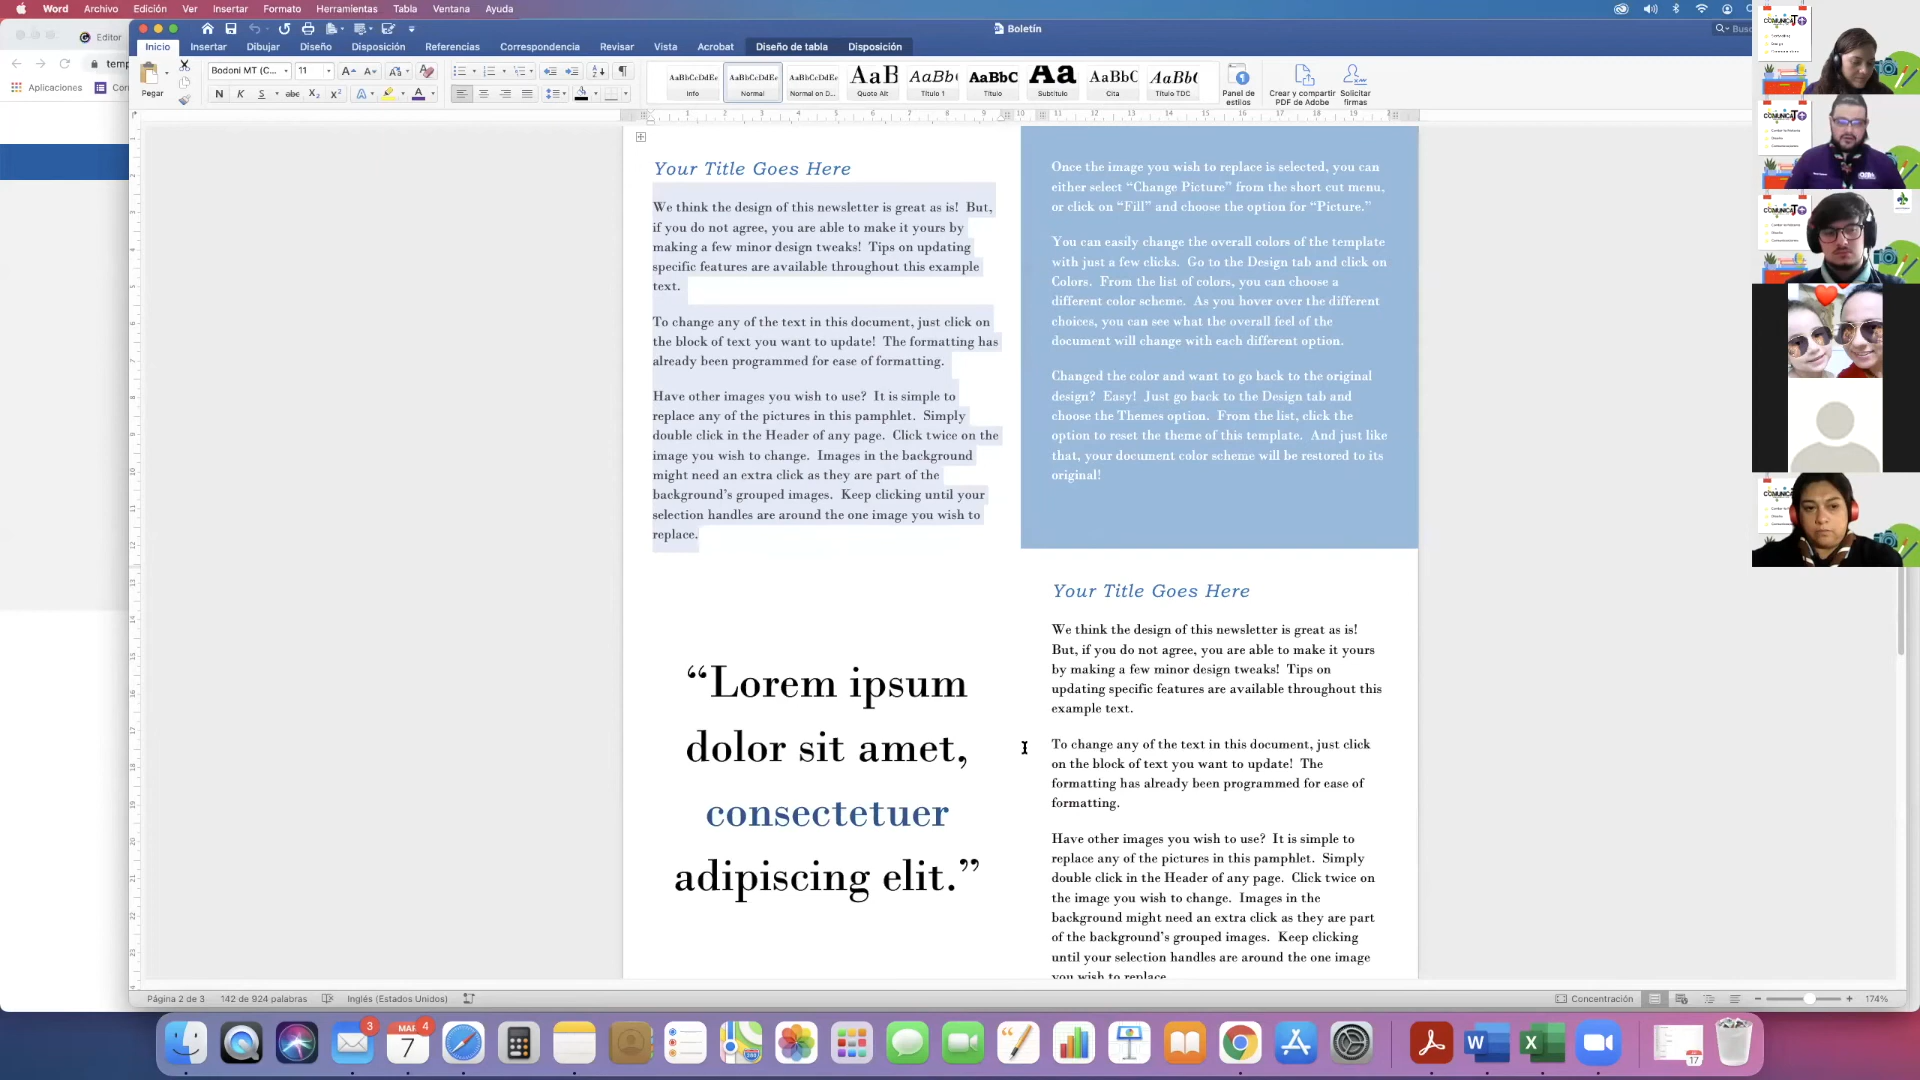 Word Archivo Edición Ver Insertar Formato Herramientas Tabla Ventana Ayuda
Editor
temp
Aplicaciones
Boletín
Inicio Insertar Dibujar Diseño Disposición Referencias Correspondencia Revisar Vista Acrobat Diseño de tabla Disposición
Pegar
Bodoni MT (C... 11
N K S abc X₂ X²
AaBbCcDdEe AaBbCcDdEe AaBbCcDdEe AaB AaBb( AaBbC Aa AaBbC AaBb(
Info Normal Normal on D... Quote Alt Título 1 Título Subtítulo Cita Título TDC
Panel de estilos
Crear y compartir PDF de Adobe
Solicitar firmas
Your Title Goes Here
We think the design of this newsletter is great as is! But,
if you do not agree, you are able to make it yours by
making a few minor design tweaks! Tips on updating
specific features are available throughout this example
text.
To change any of the text in this document, just click on
the block of text you want to update! The formatting has
already been programmed for ease of formatting.
Have other images you wish to use? It is simple to
replace any of the pictures in this pamphlet. Simply
double click in the Header of any page. Click twice on the
image you wish to change. Images in the background
might need an extra click as they are part of the
background's grouped images. Keep clicking until your
selection handles are around the one image you wish to
replace.
“Lorem ipsum
dolor sit amet,
consectetuer
adipiscing elit.”
Once the image you wish to replace is selected, you can
either select “Change Picture” from the short cut menu,
or click on “Fill” and choose the option for “Picture.”
You can easily change the overall colors of the template
with just a few clicks. Go to the Design tab and click on
Colors. From the list of colors, you can choose a
different color scheme. As you hover over the different
choices, you can see what the overall feel of the
document will change with each different option.
Changed the color and want to go back to the original
design? Easy! Just go back to the Design tab and
choose the Themes option. From the list, click the
option to reset the theme of this template. And just like
that, your document color scheme will be restored to its
original!
Your Title Goes Here
We think the design of this newsletter is great as is!
But, if you do not agree, you are able to make it yours
by making a few minor design tweaks! Tips on
updating specific features are available throughout this
example text.
To change any of the text in this document, just click
on the block of text you want to update! The
formatting has already been programmed for ease of
formatting.
Have other images you wish to use? It is simple to
replace any of the pictures in this pamphlet. Simply
double click in the Header of any page. Click twice on
the image you wish to change. Images in the
background might need an extra click as they are part
of the background's grouped images. Keep clicking
until your selection handles are around the one image
you wish to replace.
Página 2 de 3 142 de 924 palabras Inglés (Estados Unidos) Concentración 174%
3 MAR 7 4 17